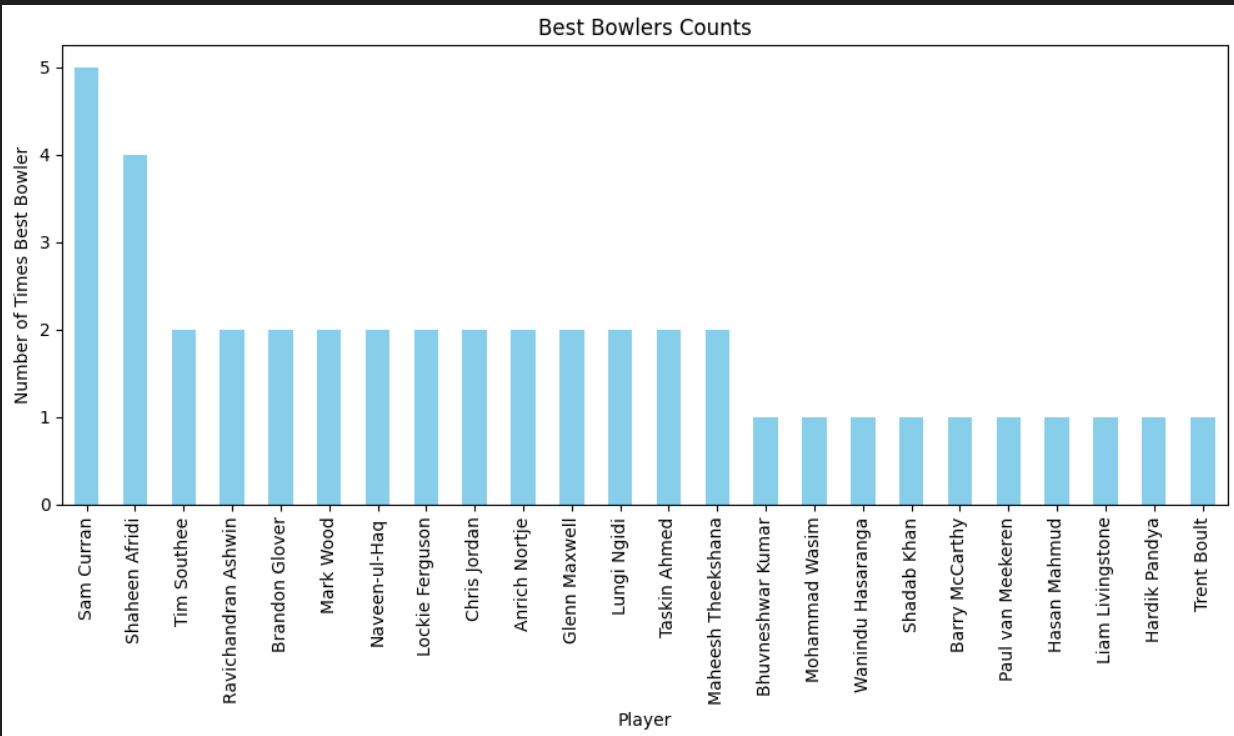 Best Bowlers Counts
Number of Times Best Bowler
5
4
3
2
1
0
Sam Curran
Shaheen Afridi
Tim Southee
Ravichandran Ashwin
Brandon Glover
Mark Wood
Naveen-ul-Haq
Lockie Ferguson
Chris Jordan
Anrich Nortje
Glenn Maxwell
Lungi Ngidi
Taskin Ahmed
Maheesh Theekshana
Bhuvneshwar Kumar
Mohammad Wasim
Wanindu Hasaranga
Shadab Khan
Barry McCarthy
Paul van Meekeren
Hasan Mahmud
Liam Livingstone
Hardik Pandya
Trent Boult
Player